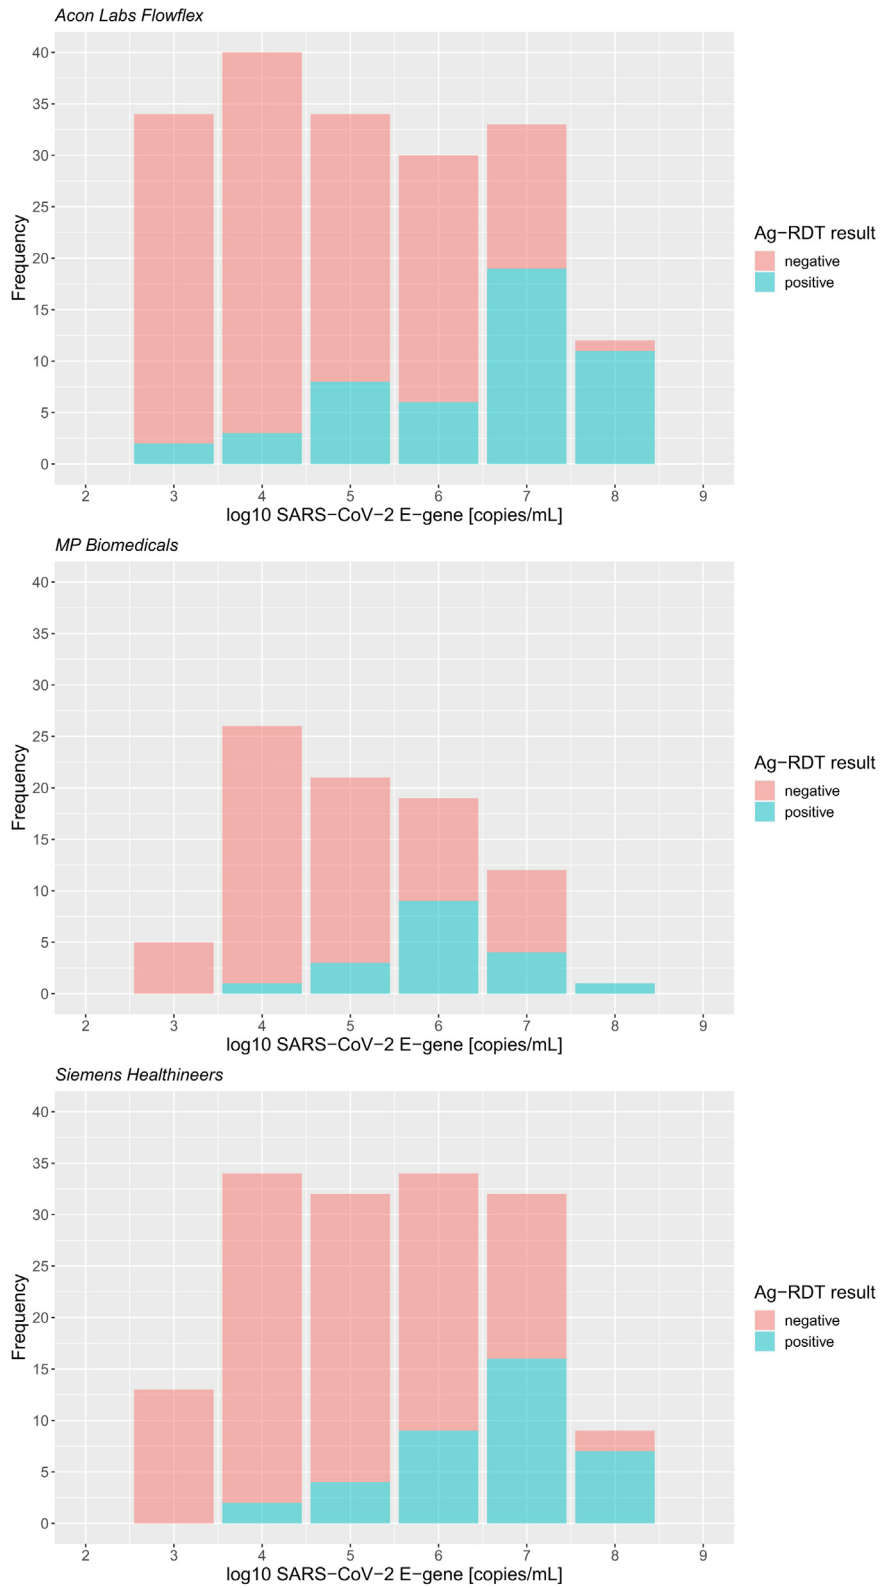 Acon Labs Flowflex
40
35
30
25
20
15
10
5
0
Frequency
2 3 4 5 6 7 8 9
log10 SARS−CoV−2 E−gene [copies/mL]
Ag−RDT result
negative
positive
MP Biomedicals
40
35
30
25
20
15
10
5
0
Frequency
2 3 4 5 6 7 8 9
log10 SARS−CoV−2 E−gene [copies/mL]
Ag−RDT result
negative
positive
Siemens Healthineers
40
35
30
25
20
15
10
5
0
Frequency
2 3 4 5 6 7 8 9
log10 SARS−CoV−2 E−gene [copies/mL]
Ag−RDT result
negative
positive